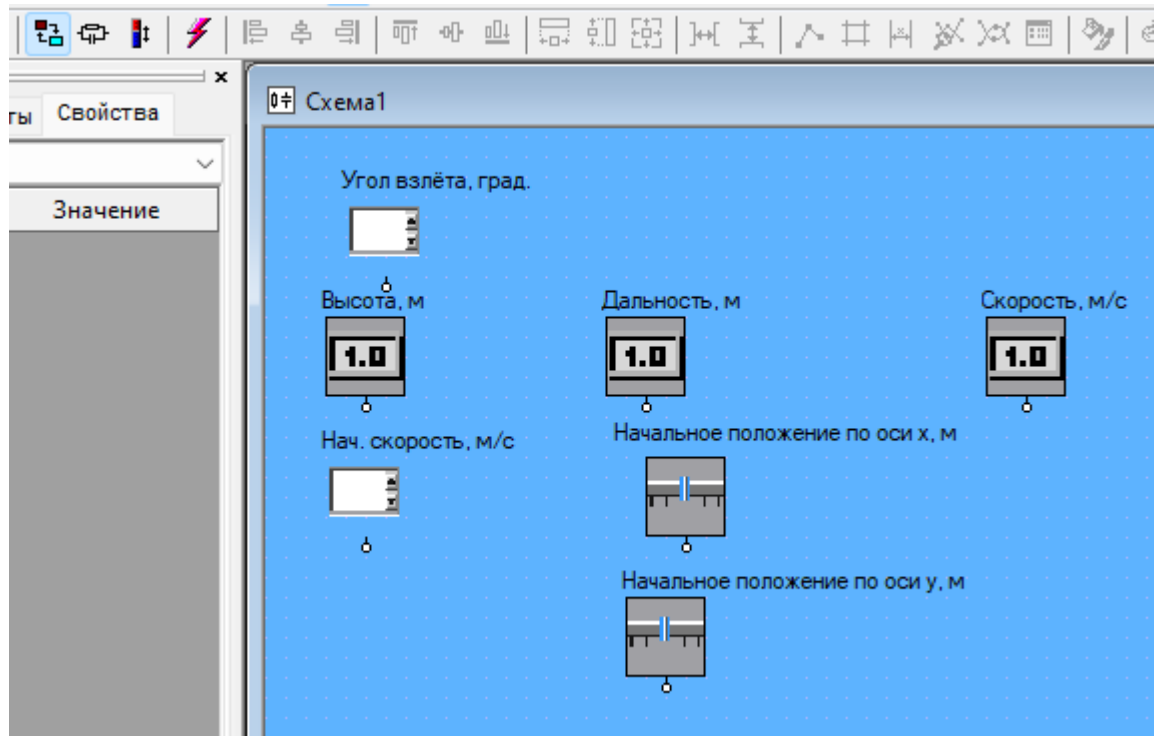 Свойства
Значение
Схема1
Угол взлёта, град.
Высота, м
Дальность, м
Скорость, м/с
1.0
1.0
1.0
Нач. скорость, м/с
Начальное положение по оси x, м
Начальное положение по оси y, м